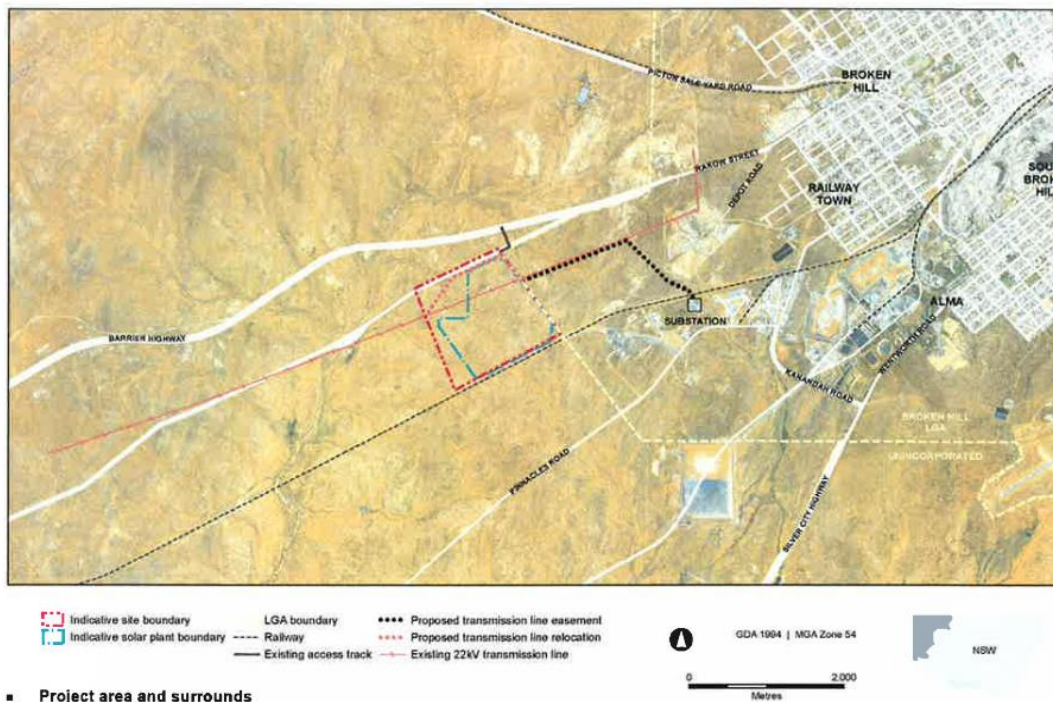 PICTON SALE YARD ROAD
BROKEN
HILL
RAKOW STREET
DEPOT ROAD
RAILWAY
TOWN
SOU
BROK
HIL
SUBSTATION
ALMA
BARRIER HIGHWAY
KANANDAH ROAD
WENTWORTH ROAD
PINNACLES ROAD
BROKEN HILL
LGA
UNINCORPORATED
SILVER CITY HIGHWAY
Indicative site boundary
Indicative solar plant boundary
LGA boundary
Railway
Existing access track
Proposed transmission line easement
Proposed transmission line relocation
Existing 22kV transmission line
GDA 1994 | MGA Zone 54
0 2,000
Metres
NSW
■ Project area and surrounds